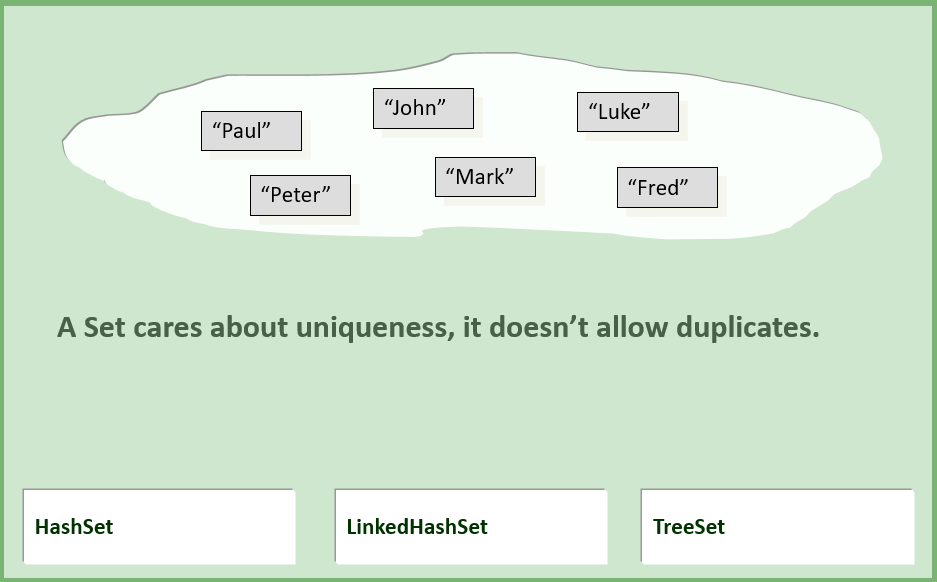 “John”
“Luke”
“Paul”
“Mark”
“Fred”
“Peter”
A Set cares about uniqueness, it doesn’t allow duplicates.
HashSet
LinkedHashSet
TreeSet